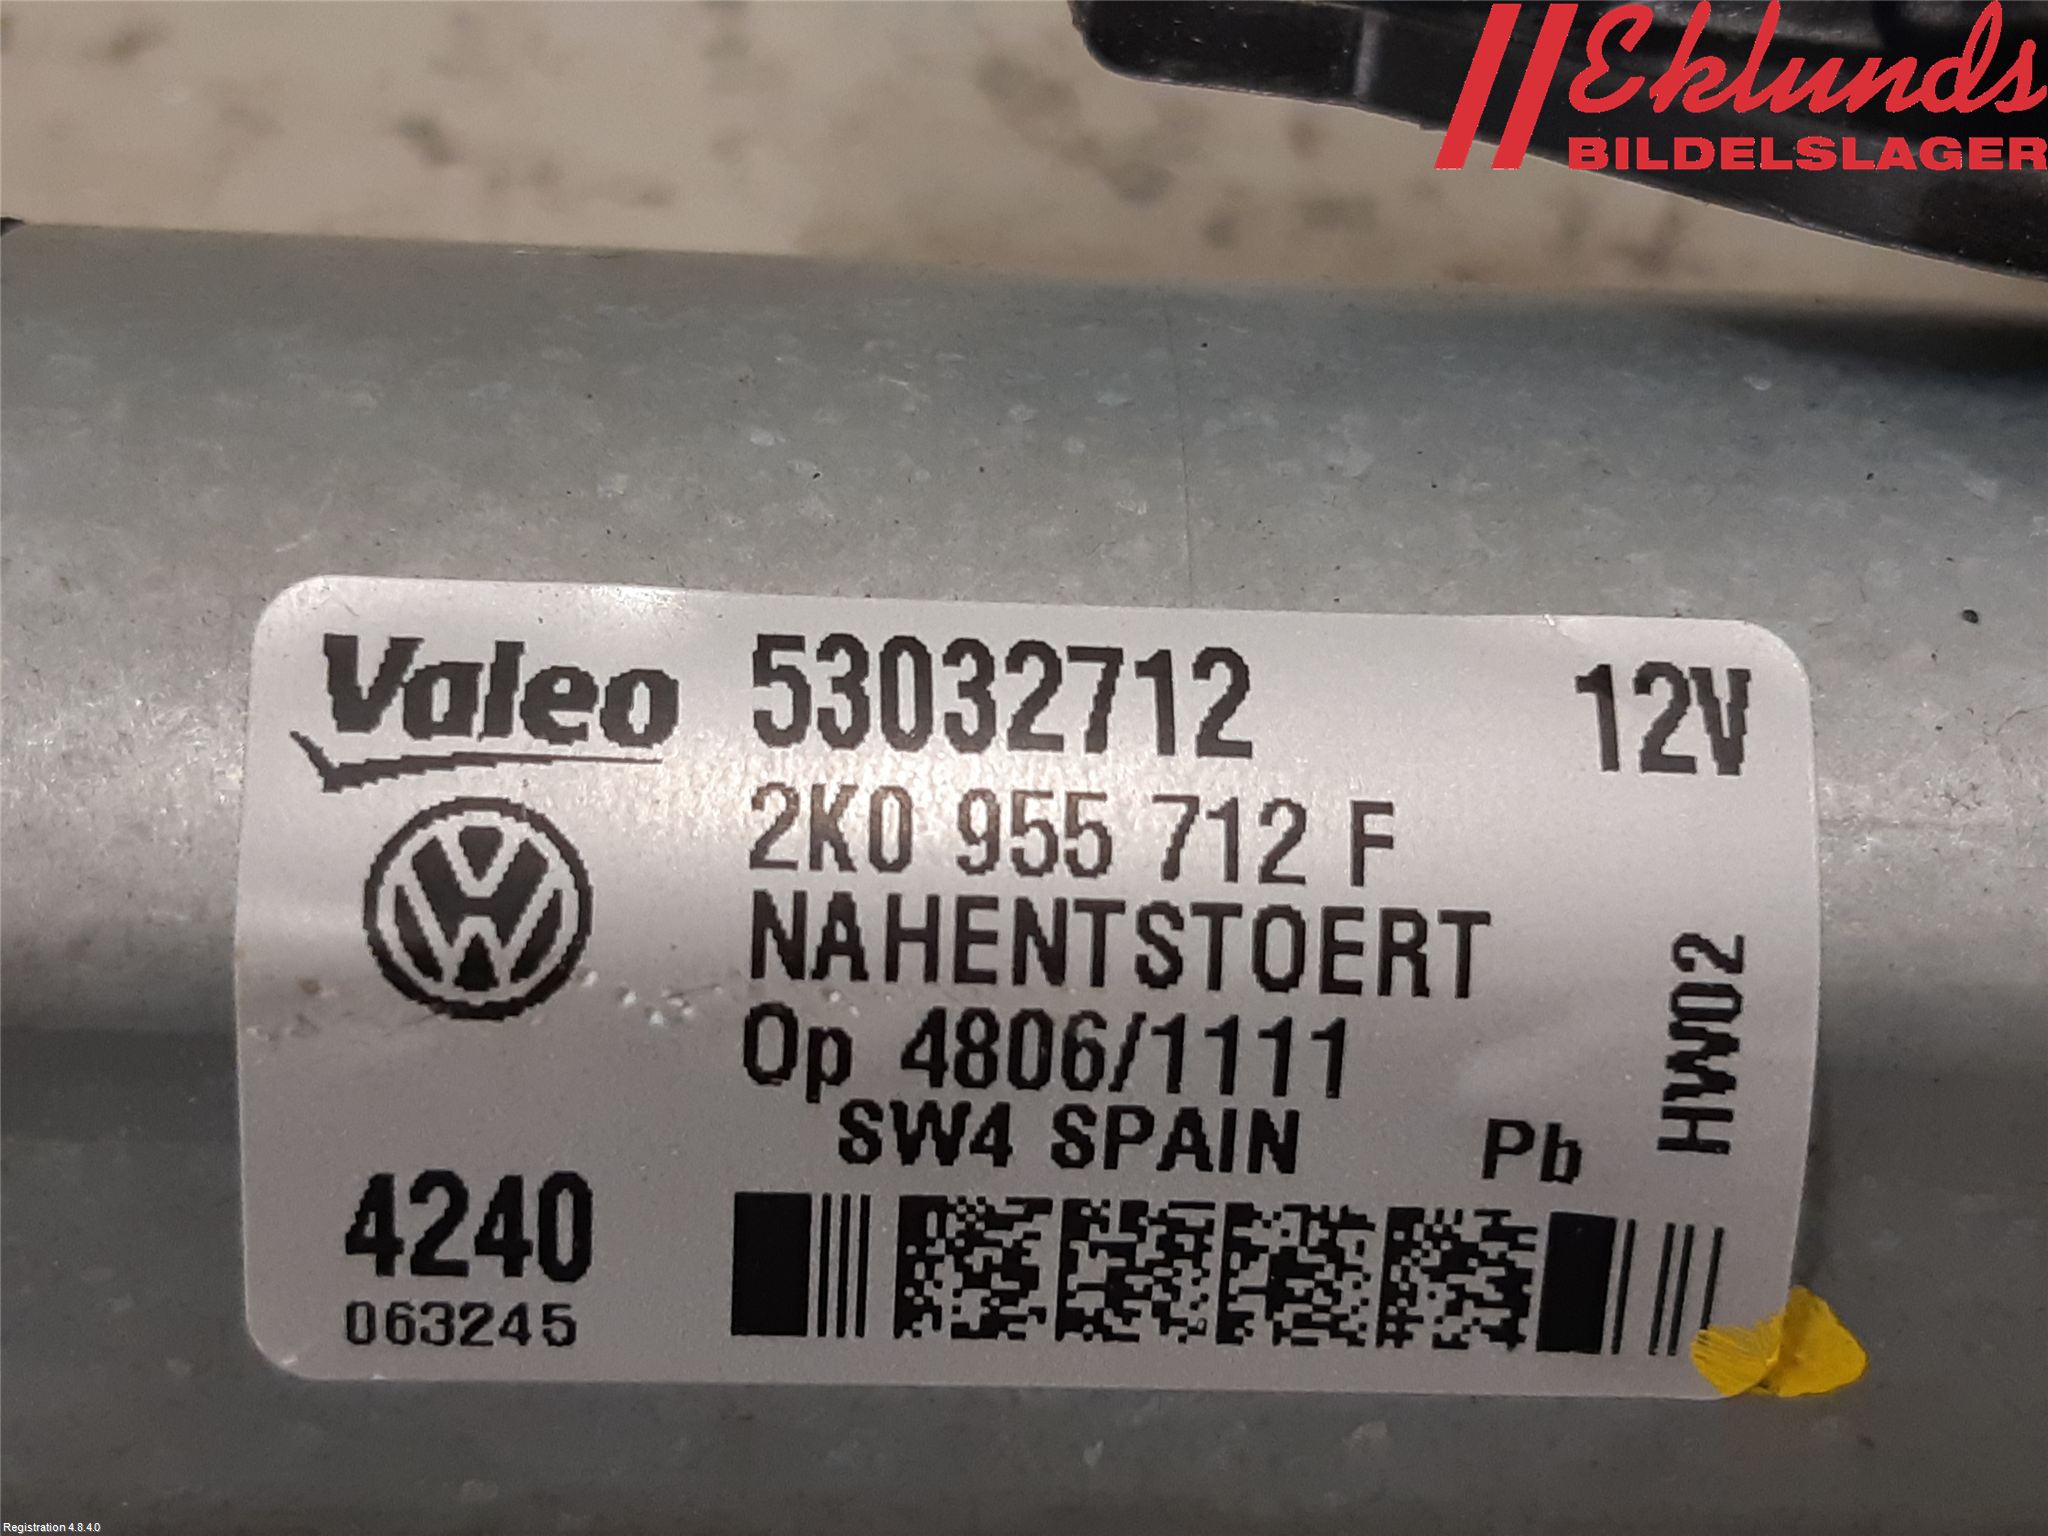 Eklunds
BILDELSLAGER
Valeo 53032712 12V
2K0 955 712 F
NAHENTSTOERT
Op 4806/1111
SW4 SPAIN
Pb
HW02
4240
063245
Registration 4.8.4.0